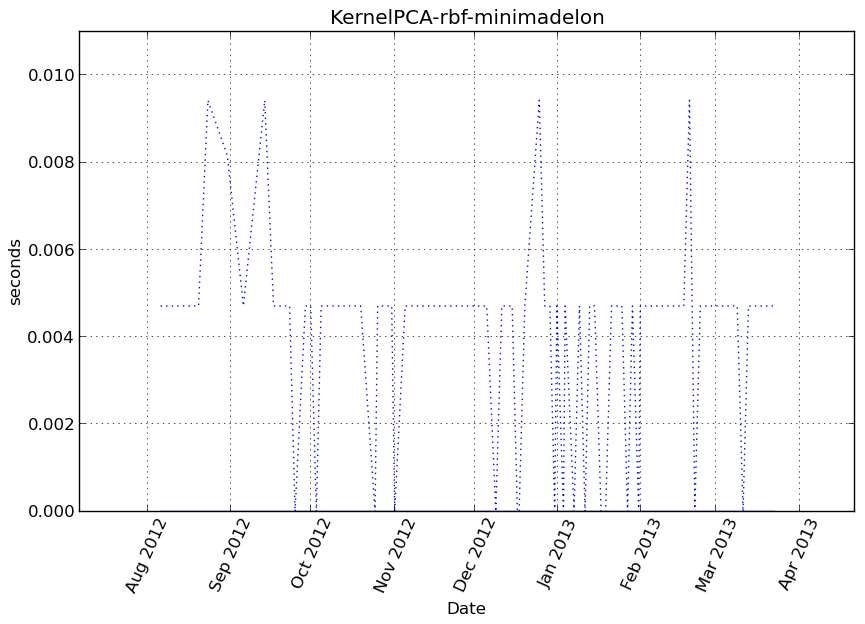 KernelPCA-rbf-minimadelon
0.010
0.008
0.006
0.004
0.002
0.000
seconds
Aug 2012
Sep 2012
Oct 2012
Nov 2012
Dec 2012
Jan 2013
Feb 2013
Mar 2013
Apr 2013
Date